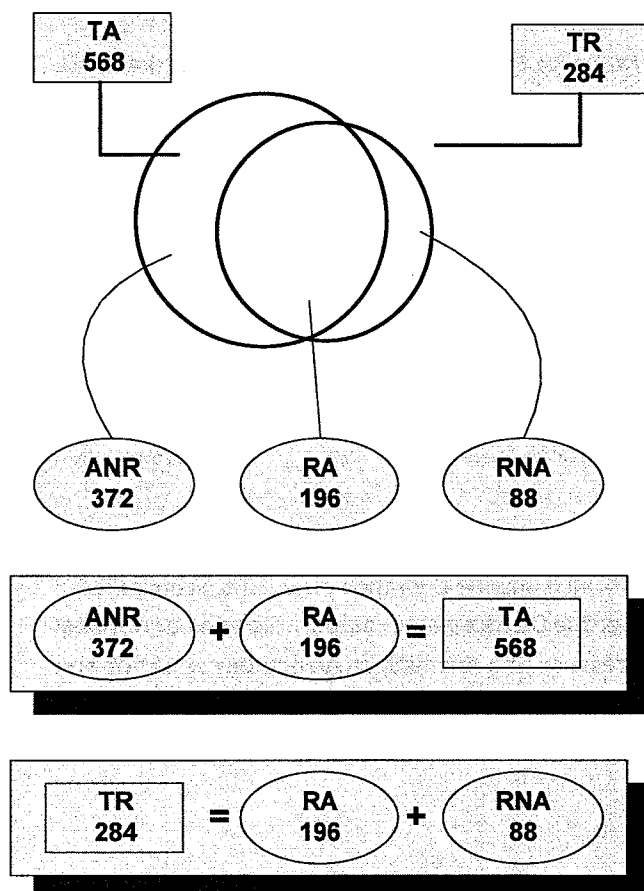 TA
568
TR
284
ANR
372
RA
196
RNA
88
ANR
372
+
RA
196
=
TA
568
TR
284
=
RA
196
+
RNA
88